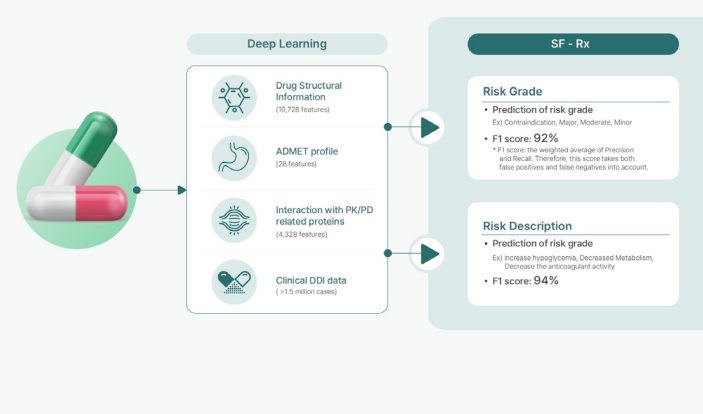 Deep Learning
SF - Rx
Drug Structural
Information
(10,728 features)
ADMET profile
(28 features)
Interaction with PK/PD
related proteins
(4,328 features)
Clinical DDI data
( >1.5 million cases)
Risk Grade
• Prediction of risk grade
Ex) Contraindication, Major, Moderate, Minor
• F1 score: 92%
* F1 score: the weighted average of Precision
and Recall. Therefore, this score takes both
false positives and false negatives into account.
Risk Description
• Prediction of risk grade
Ex) Increase hypoglycemia, Decreased Metabolism,
Decrease the anticoagulant activity
• F1 score: 94%